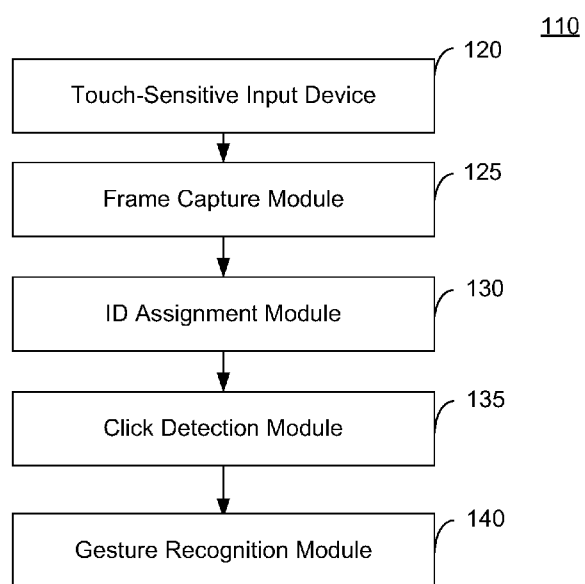 110
120
Touch-Sensitive Input Device
125
Frame Capture Module
130
ID Assignment Module
135
Click Detection Module
140
Gesture Recognition Module